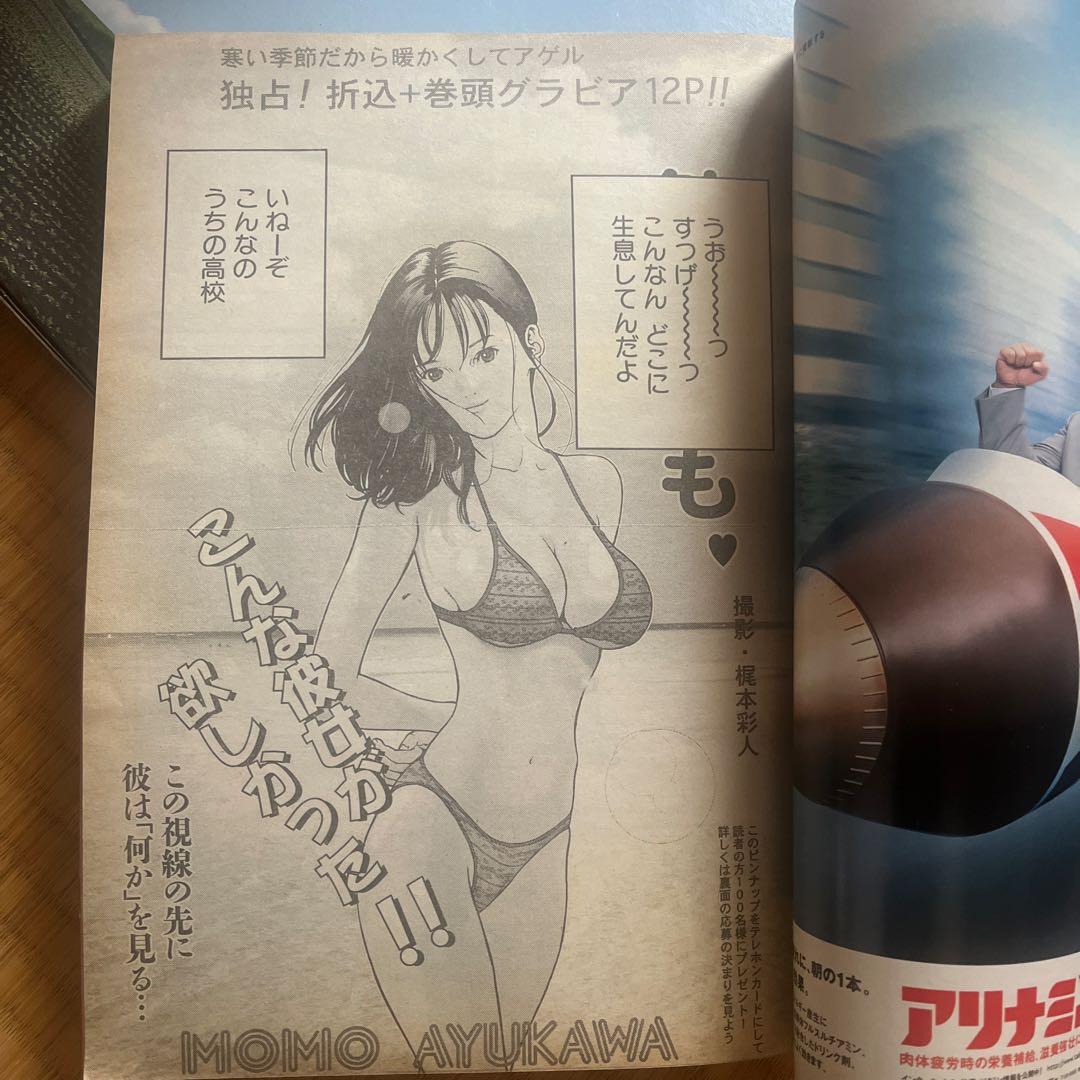 寒い季節だから暖かくしてアゲル
独占！折込+巻頭グラビア12P!!
うお〜〜〜〜っ
すっげ〜〜〜〜っ
こんなん どこに
生息してんだよ
いねーぞ
こんなの
うちの高校
も♥
撮影・梶本彩人
こんな彼女が
欲しかった!!
この視線の先に
彼は「何か」を見る…
このピンナップをテレホンカードにして
読者の方100名様にプレゼントー
詳しくは裏面の応募の決まりを見よう
MOMO AYUKAWA
に、朝の1本。
アリナミ
肉体疲労時の栄養補給、滋養強壮に